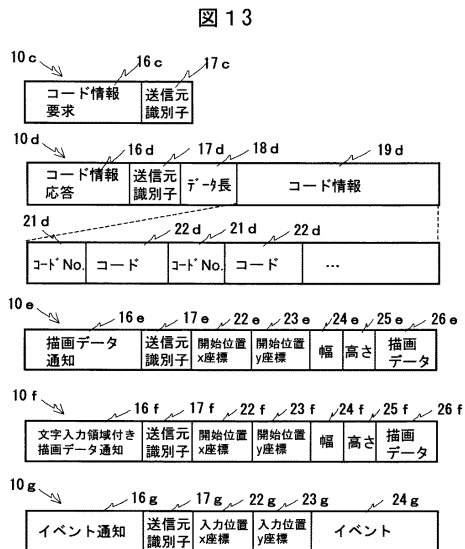 図13
10c 16c 17c
コード情報 送信元
要求 識別子
10d 16d 17d 18d 19d
コード情報 送信元 データ長 コード情報
応答 識別子
21d 22d 21d 22d
コードNo. コード コードNo. コード …
10e 16e 17e 22e 23e 24e 25e 26e
描画データ 送信元 開始位置 開始位置 幅 高さ 描画
通知 識別子 x座標 y座標 データ
10f 16f 17f 22f 23f 24f 25f 26f
文字入力領域付き 送信元 開始位置 開始位置 幅 高さ 描画
描画データ通知 識別子 x座標 y座標 データ
10g 16g 17g 22g 23g 24g
イベント通知 送信元 入力位置 入力位置 イベント
識別子 x座標 y座標